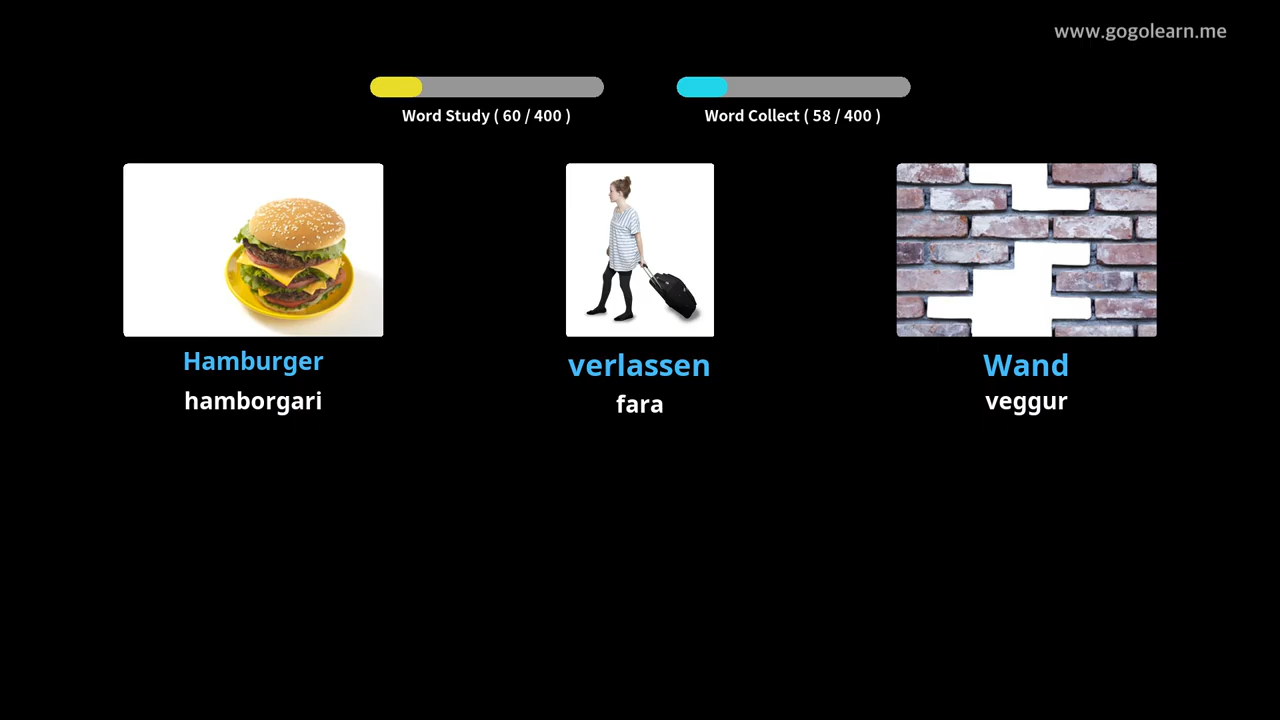 www.gogolearn.me
Word Study ( 60 / 400 )
Word Collect ( 58 / 400 )
Hamburger
hamborgari
verlassen
fara
Wand
veggur